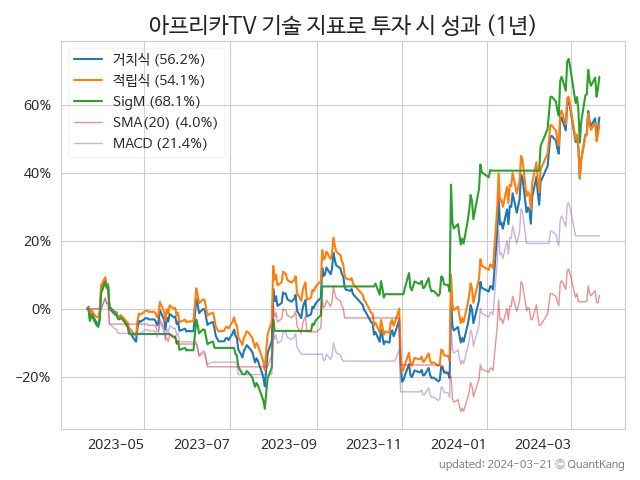 아프리카TV 기술 지표로 투자 시 성과 (1년)
거치식 (56.2%)
적립식 (54.1%)
SigM (68.1%)
SMA(20) (4.0%)
MACD (21.4%)
60%
40%
20%
0%
−20%
2023−05
2023−07
2023−09
2023−11
2024−01
2024−03
updated: 2024−03−21 © QuantKang